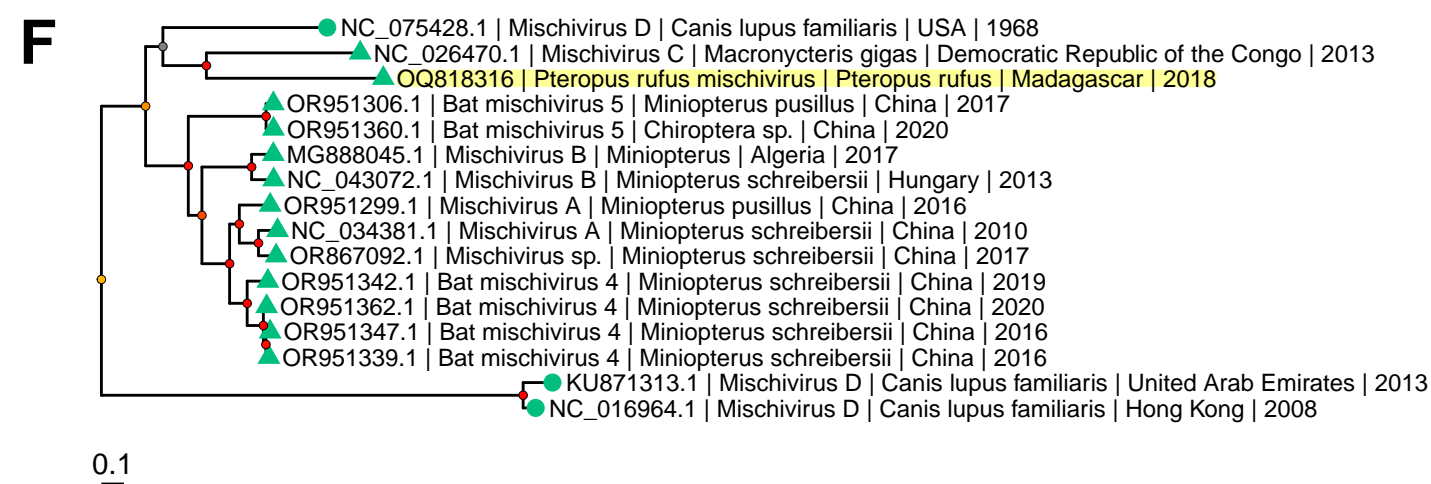 F
NC_075428.1 | Mischivirus D | Canis lupus familiaris | USA | 1968
NC_026470.1 | Mischivirus C | Macronycteris gigas | Democratic Republic of the Congo | 2013
OQ818316 | Pteropus rufus mischivirus | Pteropus rufus | Madagascar | 2018
OR951306.1 | Bat mischivirus 5 | Miniopterus pusillus | China | 2017
OR951360.1 | Bat mischivirus 5 | Chiroptera sp. | China | 2020
MG888045.1 | Mischivirus B | Miniopterus | Algeria | 2017
NC_043072.1 | Mischivirus B | Miniopterus schreibersii | Hungary | 2013
OR951299.1 | Mischivirus A | Miniopterus pusillus | China | 2016
NC_034381.1 | Mischivirus A | Miniopterus schreibersii | China | 2010
OR867092.1 | Mischivirus sp. | Miniopterus schreibersii | China | 2017
OR951342.1 | Bat mischivirus 4 | Miniopterus schreibersii | China | 2019
OR951362.1 | Bat mischivirus 4 | Miniopterus schreibersii | China | 2020
OR951347.1 | Bat mischivirus 4 | Miniopterus schreibersii | China | 2016
OR951339.1 | Bat mischivirus 4 | Miniopterus schreibersii | China | 2016
KU871313.1 | Mischivirus D | Canis lupus familiaris | United Arab Emirates | 2013
NC_016964.1 | Mischivirus D | Canis lupus familiaris | Hong Kong | 2008
0.1